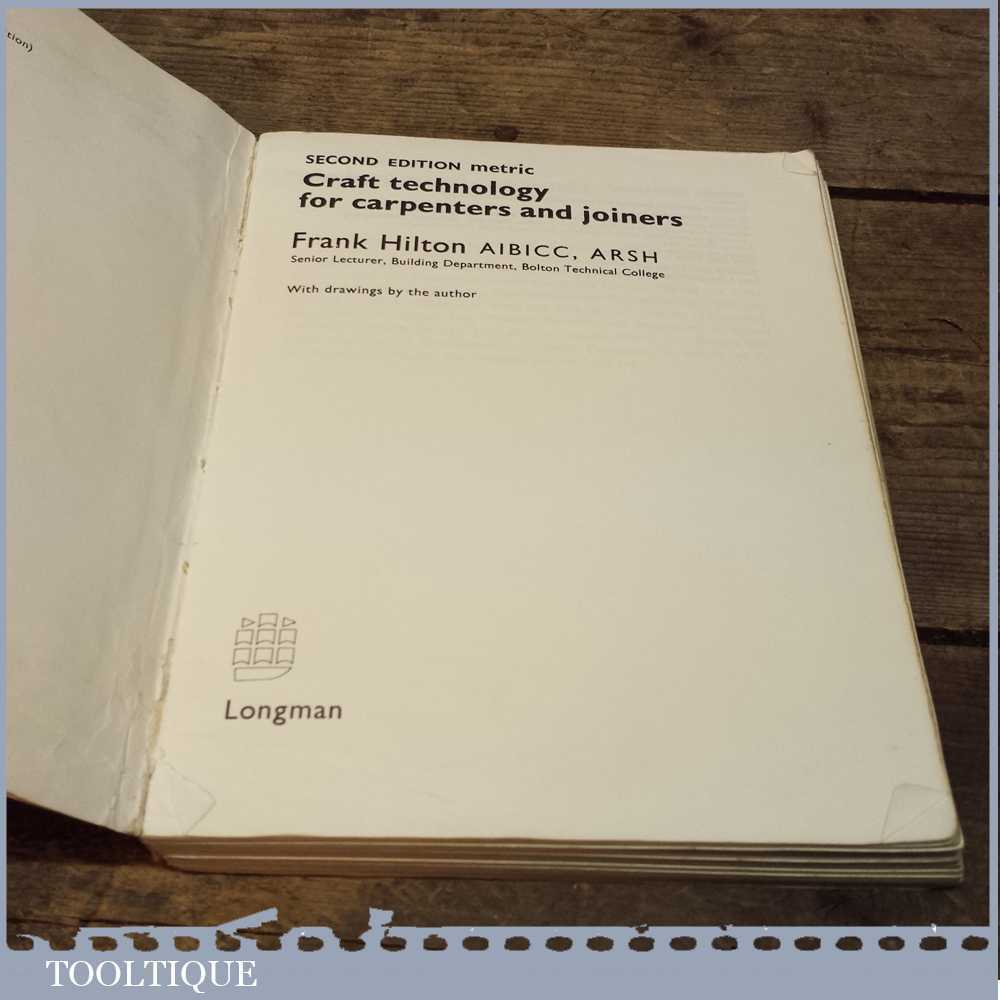 tion)
SECOND EDITION metric
Craft technology
for carpenters and joiners
Frank Hilton AIBICC, ARSH
Senior Lecturer, Building Department, Bolton Technical College
With drawings by the author
Longman
TOOLTIQUE